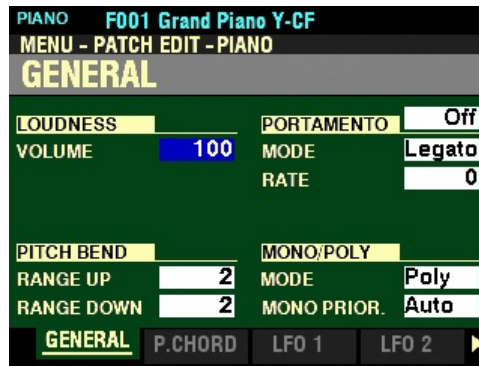 PIANO F001 Grand Piano Y-CF
MENU - PATCH EDIT - PIANO
GENERAL
LOUDNESS
VOLUME 100
PORTAMENTO Off
MODE Legato
RATE 0
PITCH BEND
RANGE UP 2
RANGE DOWN 2
MONO/POLY
MODE Poly
MONO PRIOR. Auto
GENERAL P.CHORD LFO 1 LFO 2